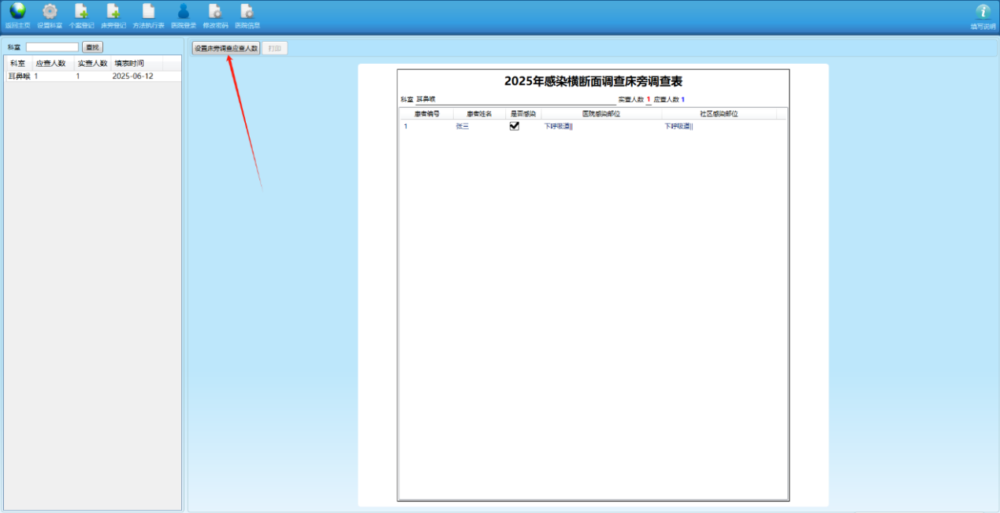 返回主页 设置科室 个案登记 床旁登记 方法执行表 医院登录 修改密码 医院信息 填写说明
科室 查找
设置床旁调查应查人数 打印
科室 应查人数 实查人数 填表时间
耳鼻喉 1 1 2025-06-12
2025年感染横断面调查床旁调查表
科室 耳鼻喉 实查人数 1 应查人数 1
患者编号 患者姓名 是否感染 医院感染部位 社区感染部位
1 张三 下呼吸道|| 下呼吸道||